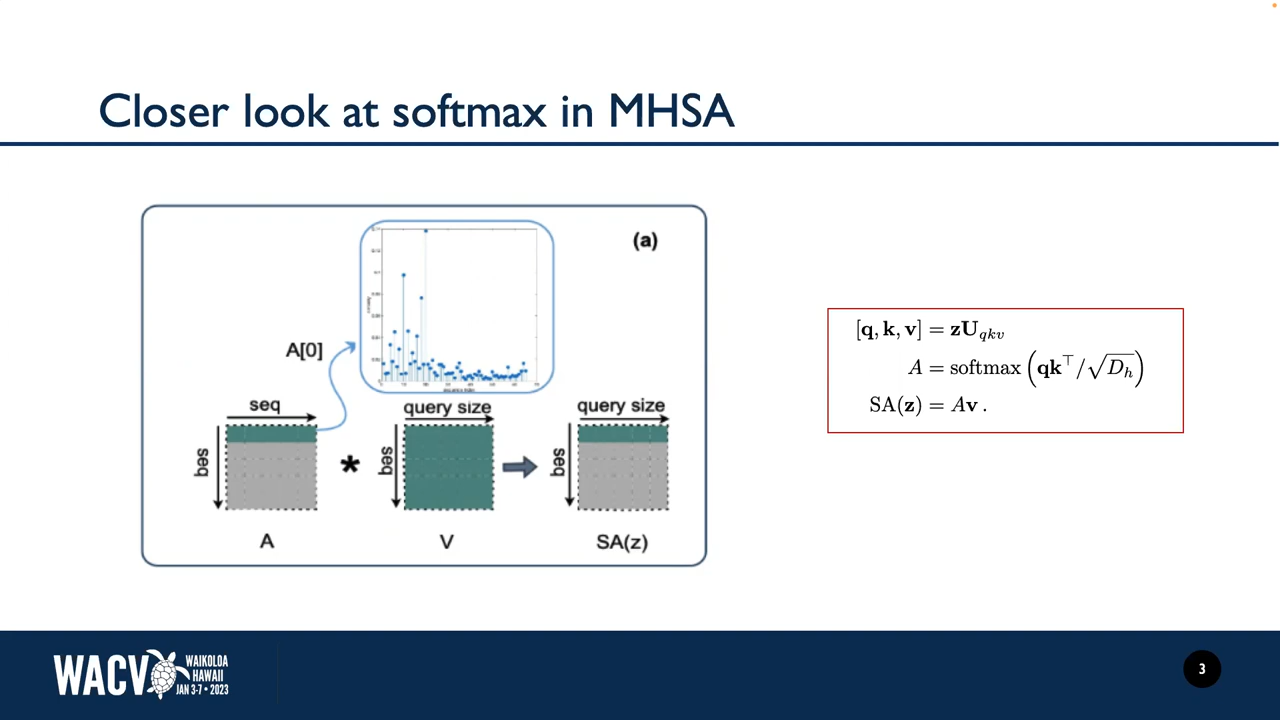 Closer look at softmax in MHSA
(a)
A[0]
seq
query size
query size
seq
seq
seq
*
A
V
SA(z)
[q, k, v] = zU_qkv
A = softmax (qk^⊤/√D_h)
SA(z) = Av .
WACV
WAIKOLOA
HAWAII
JAN 3-7 • 2023
3